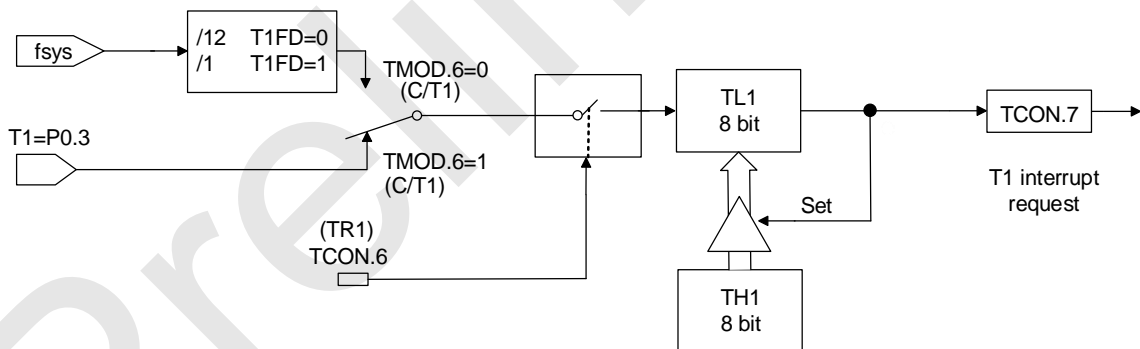 fsys
/12 T1FD=0
/1 T1FD=1
TMOD.6=0
(C/T1)
T1=P0.3
TMOD.6=1
(C/T1)
(TR1)
TCON.6
TL1
8 bit
Set
TH1
8 bit
TCON.7
T1 interrupt
request